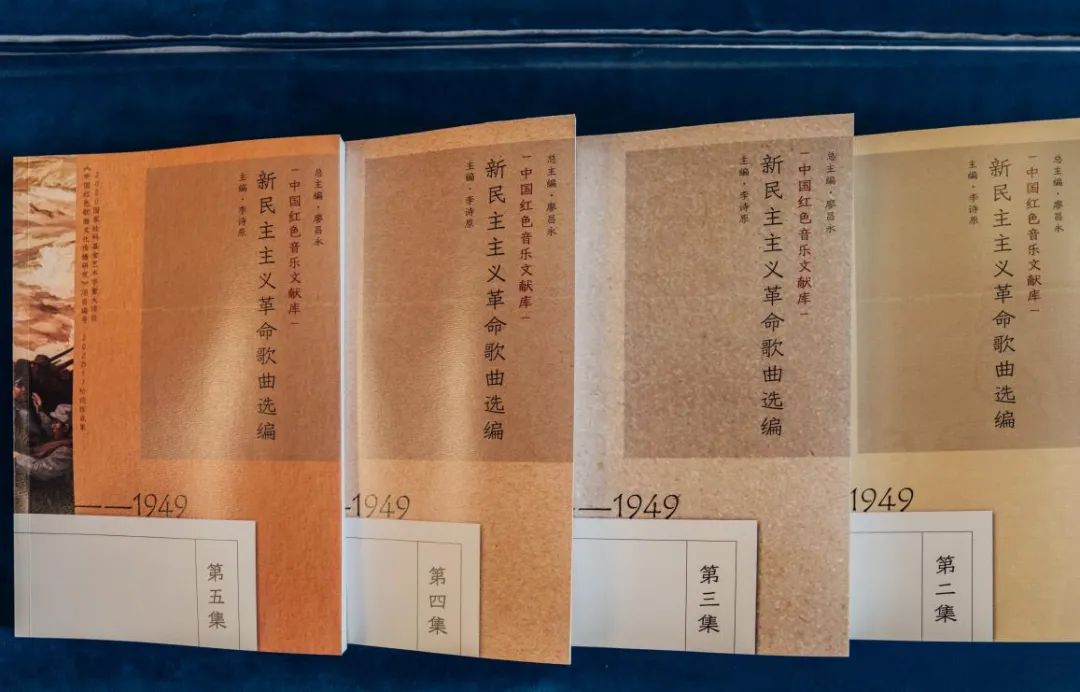 总主编·廖昌永
—中国红色音乐文献库—
新民主主义革命歌曲选编
主编·李诗原
——1949
第五集
总主编·廖昌永
—中国红色音乐文献库—
新民主主义革命歌曲选编
主编·李诗原
—1949
第四集
总主编·廖昌永
—中国红色音乐文献库—
新民主主义革命歌曲选编
主编·李诗原
——1949
第三集
总主编·廖昌永
—中国红色音乐文献库—
新民主主义革命歌曲选编
主编·李诗原
1949
第二集